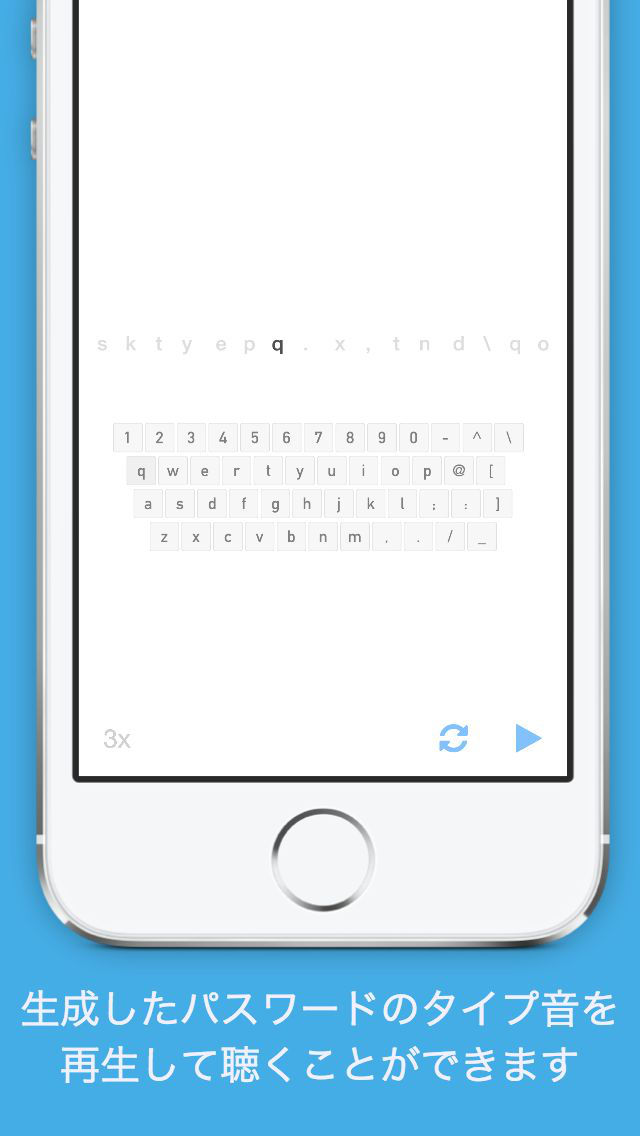 s k t y e p q . x , t n d \ q o
1 2 3 4 5 6 7 8 9 0 - ^ \
q w e r t y u i o p @ [
a s d f g h j k l ; : ]
z x c v b n m , . / _
3x
生成したパスワードのタイプ音を
再生して聴くことができます